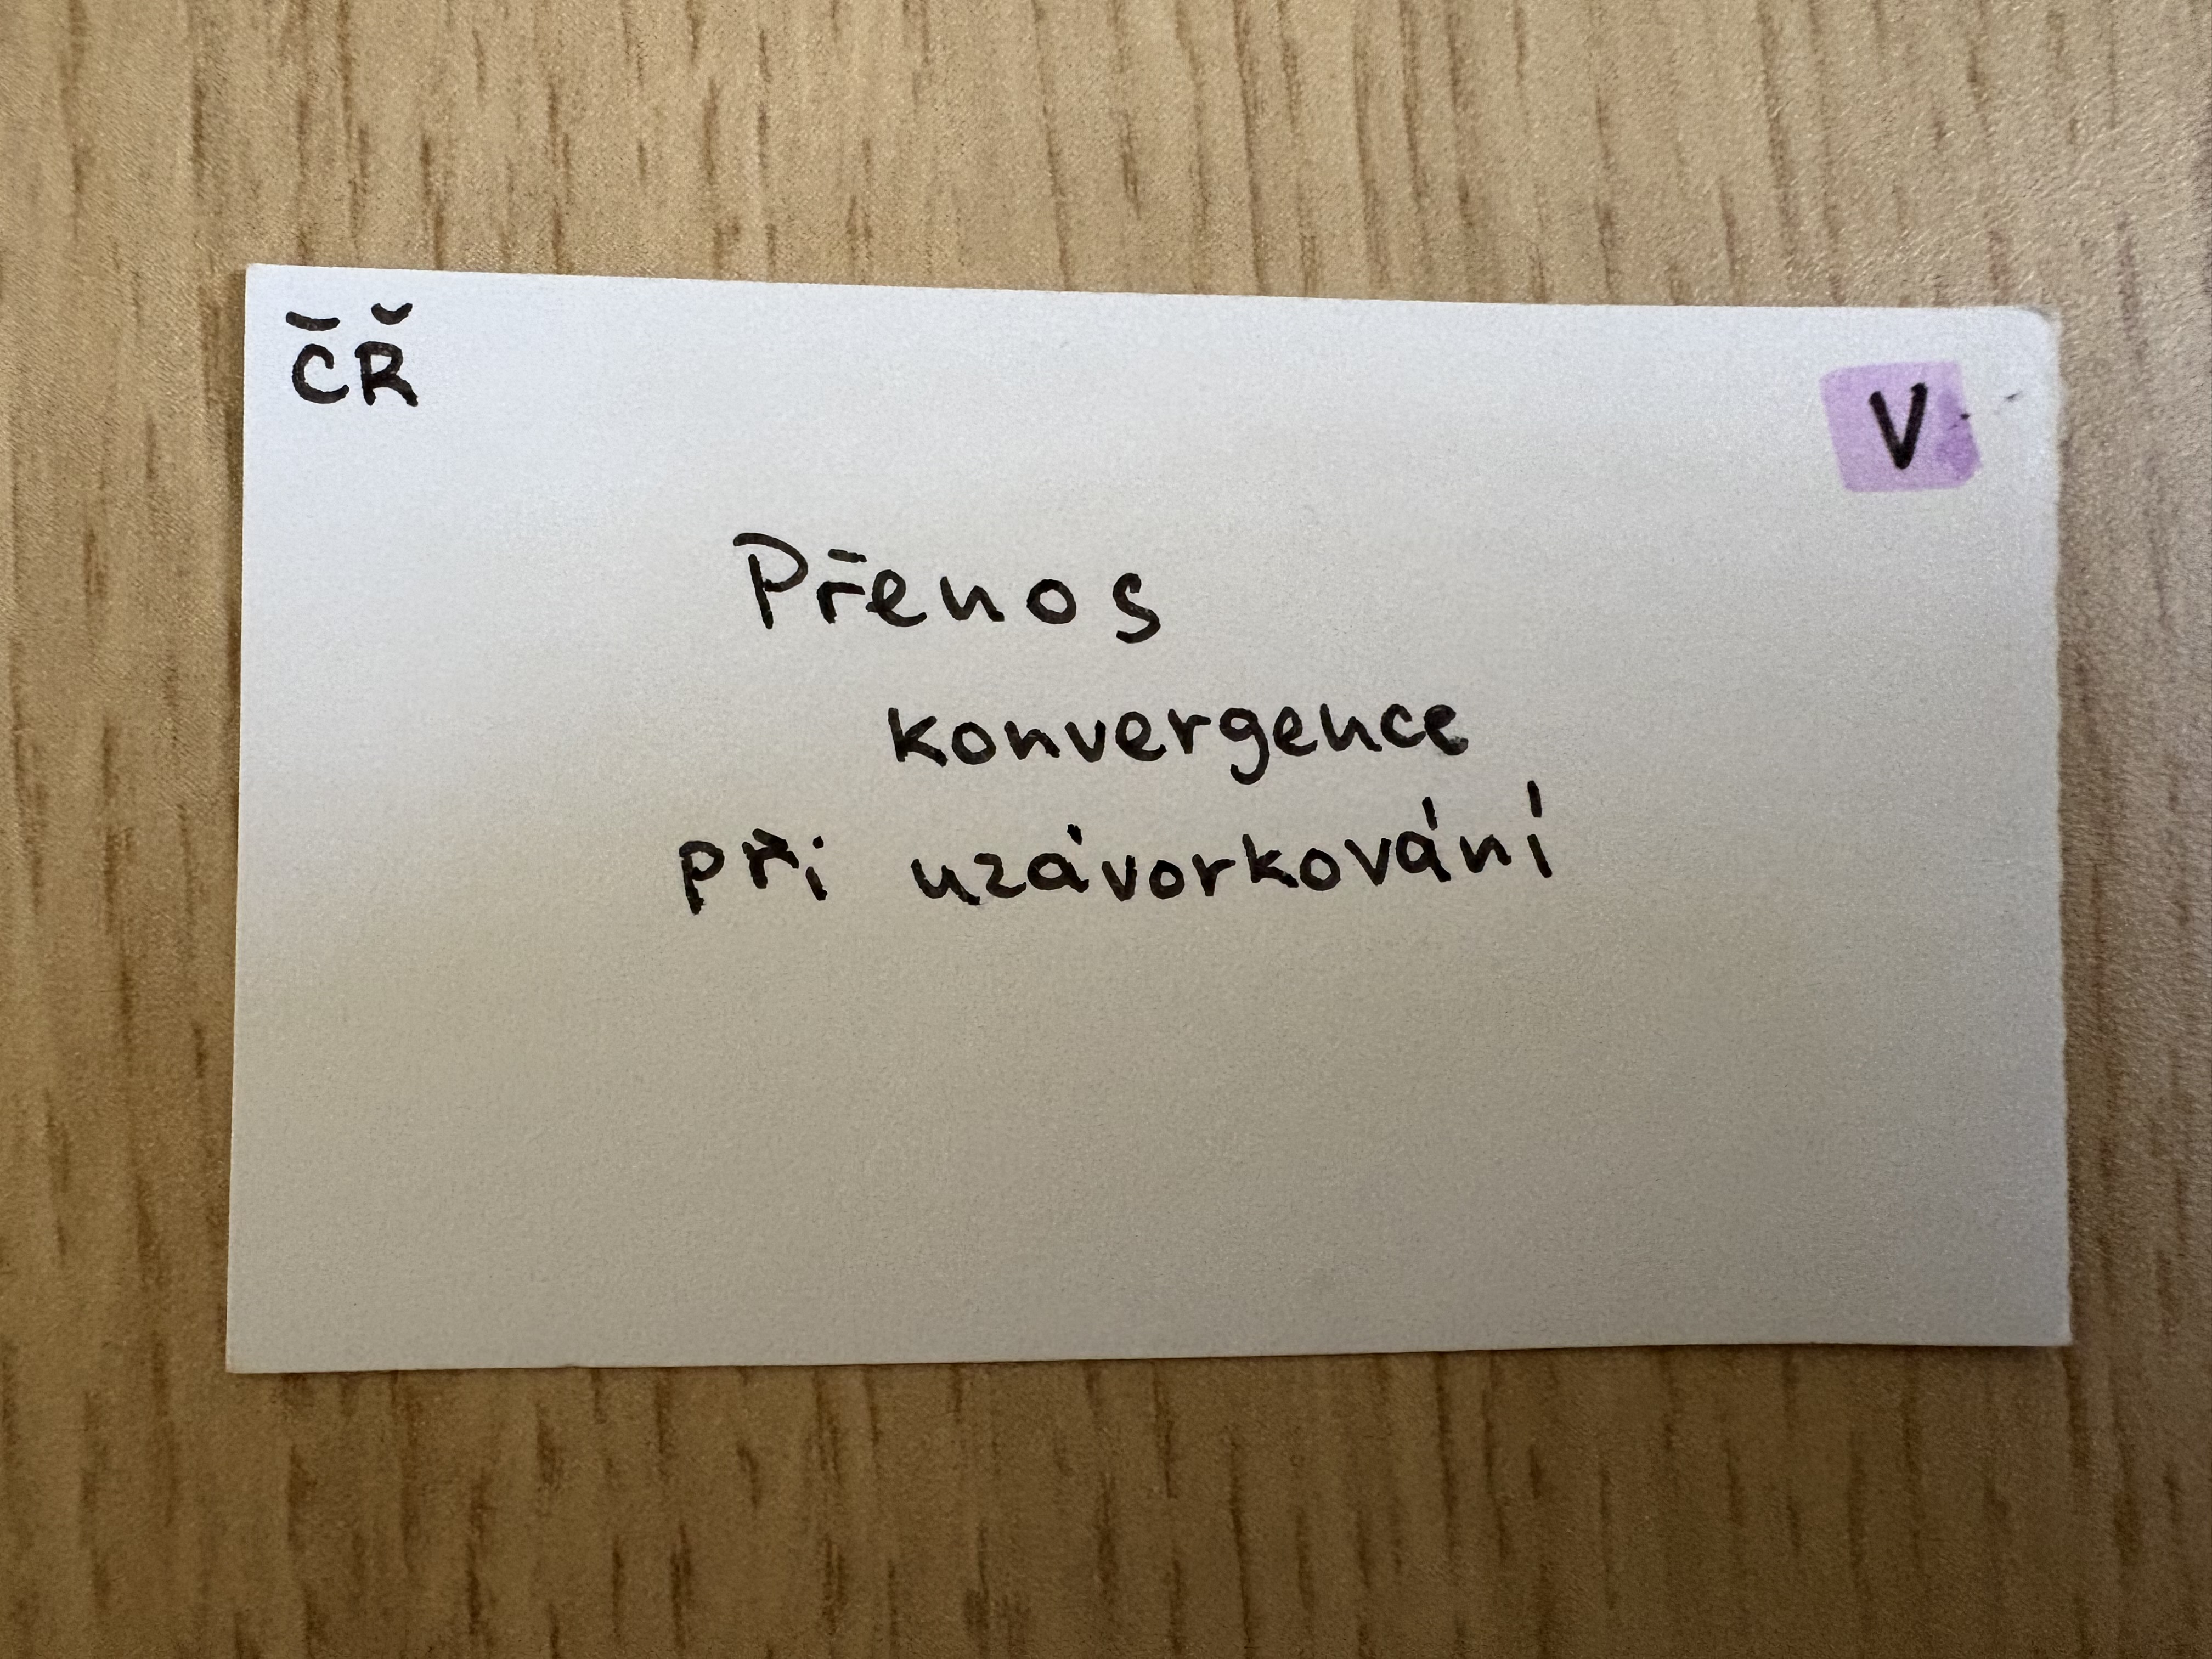 ČŘ
V
Přenos
konvergence
při uzávorkování